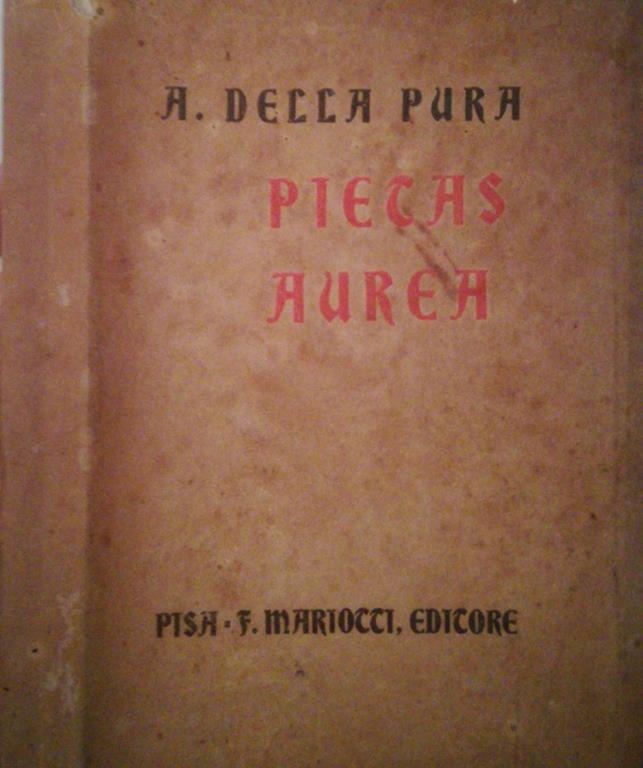 A. DELLA PURA
PIETAS
AUREA
PISA - F. MARIOTTI, EDITORE